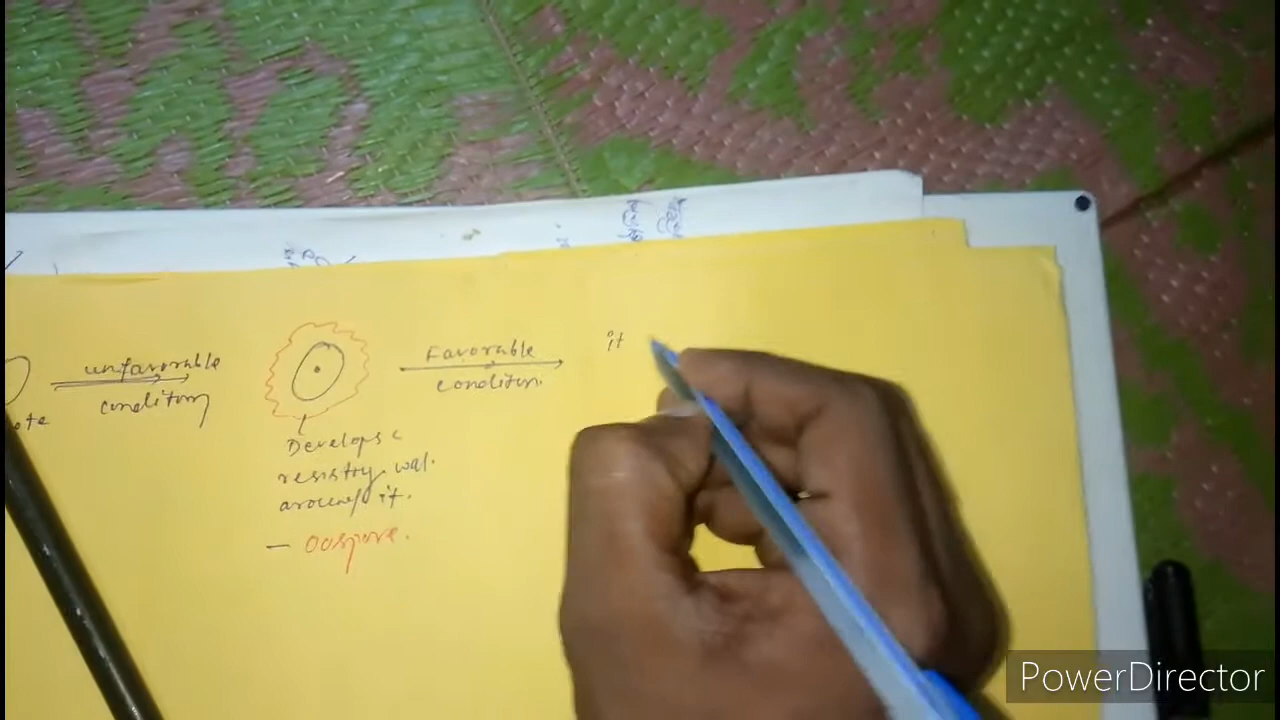 unfavorable
condition
ote
Favorable
condition.
it
Develops
resisting wal.
around it.
- Oospore.
PowerDirector